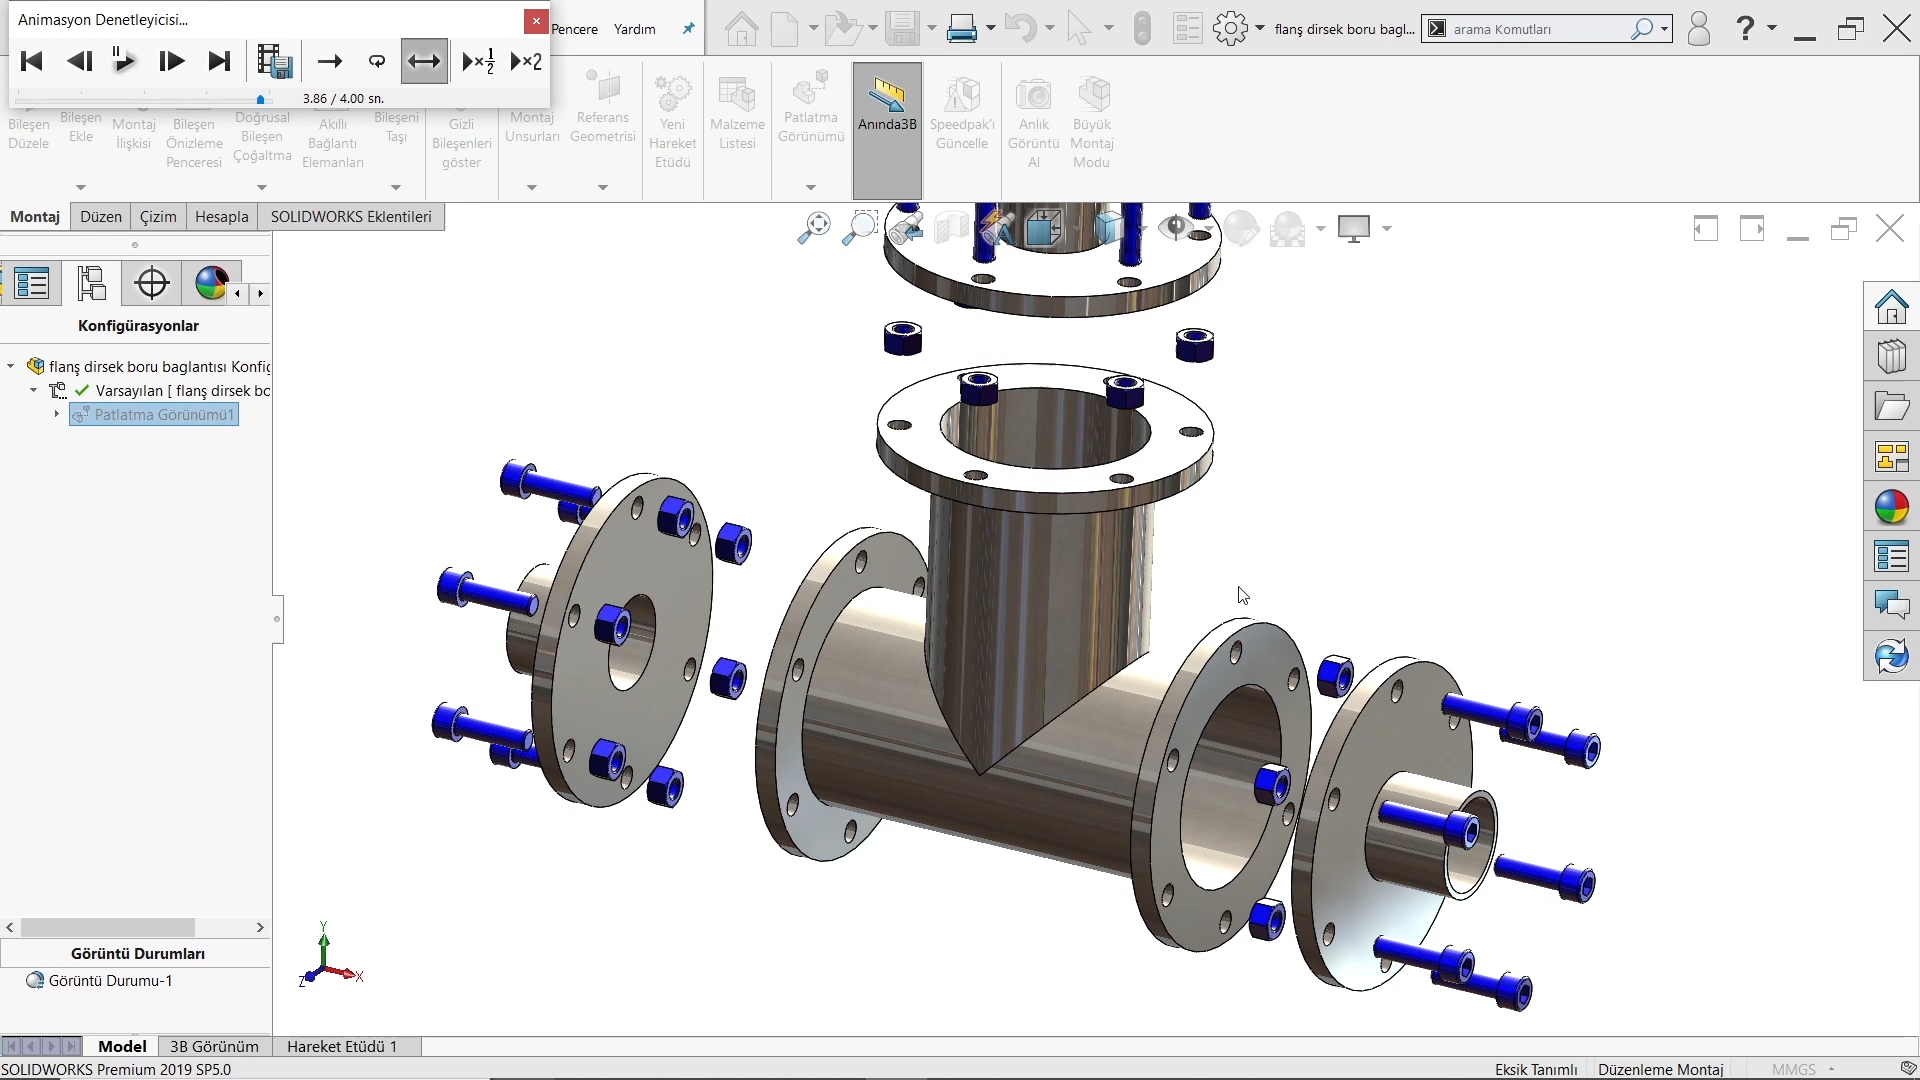 Animasyon Denetleyicisi...
Pencere
Yardım
flanş dirsek boru bagl...
arama Komutları
3.86 / 4.00 sn.
Bileşen Düzele
Bileşen Ekle
Montaj İlişkisi
Bileşen Önizleme Penceresi
Doğrusal Bileşen Çoğaltma
Akıllı Bağlantı Elemanları
Bileşeni Taşı
Gizli Bileşenleri göster
Montaj Unsurları
Referans Geometrisi
Yeni Hareket Etüdü
Malzeme Listesi
Patlatma Görünümü
Anında3B
Speedpak'ı Güncelle
Anlık Görüntü Al
Büyük Montaj Modu
Montaj
Düzen
Çizim
Hesapla
SOLIDWORKS Eklentileri
Konfigürasyonlar
flanş dirsek boru baglantısı Konfig
Varsayılan [ flanş dirsek bo
Patlatma Görünümü1
Görüntü Durumları
Görüntü Durumu-1
Y
X
Z
Model
3B Görünüm
Hareket Etüdü 1
SOLIDWORKS Premium 2019 SP5.0
Eksik Tanımlı
Düzenleme Montaj
MMGS